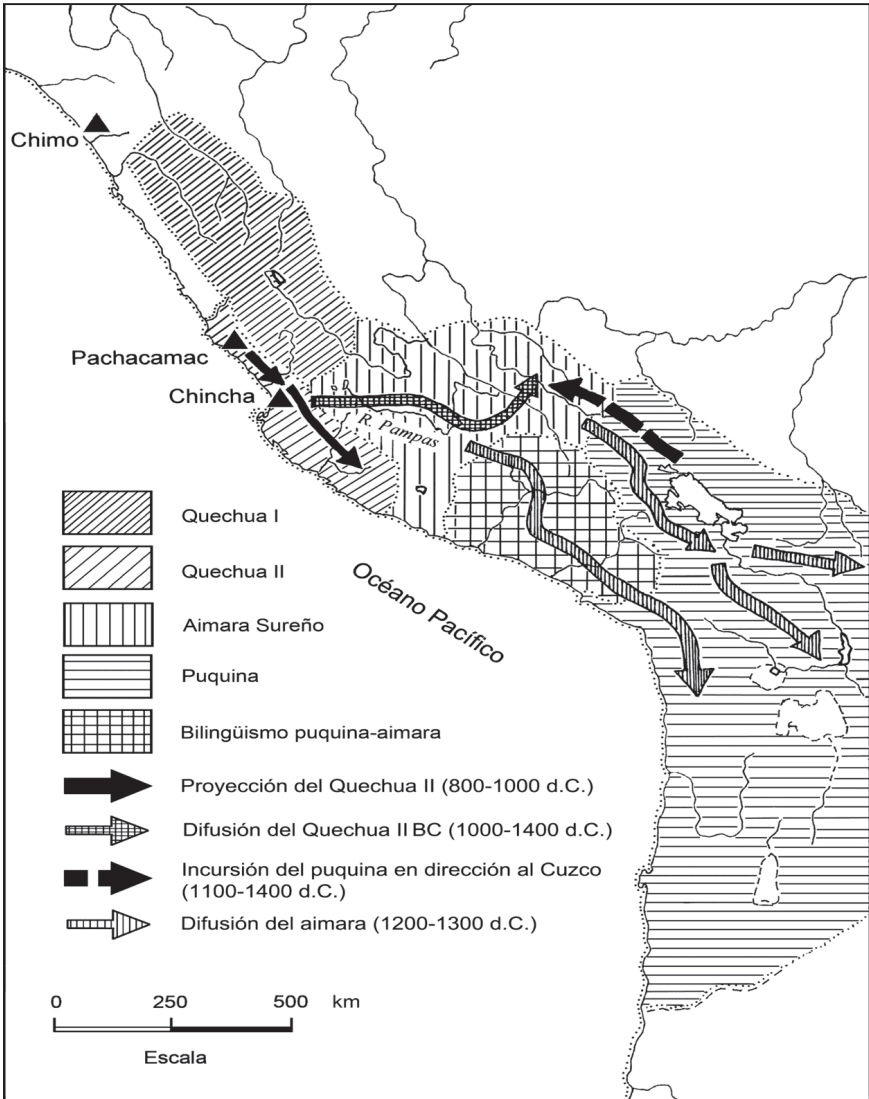 Chimo
Pachacamac
Chincha
R. Pampas
Océano Pacífico
Quechua I
Quechua II
Aimara Sureño
Puquina
Bilingüismo puquina-aimara
Proyección del Quechua II (800-1000 d.C.)
Difusión del Quechua II BC (1000-1400 d.C.)
Incursión del puquina en dirección al Cuzco
(1100-1400 d.C.)
Difusión del aimara (1200-1300 d.C.)
0 250 500 km
Escala